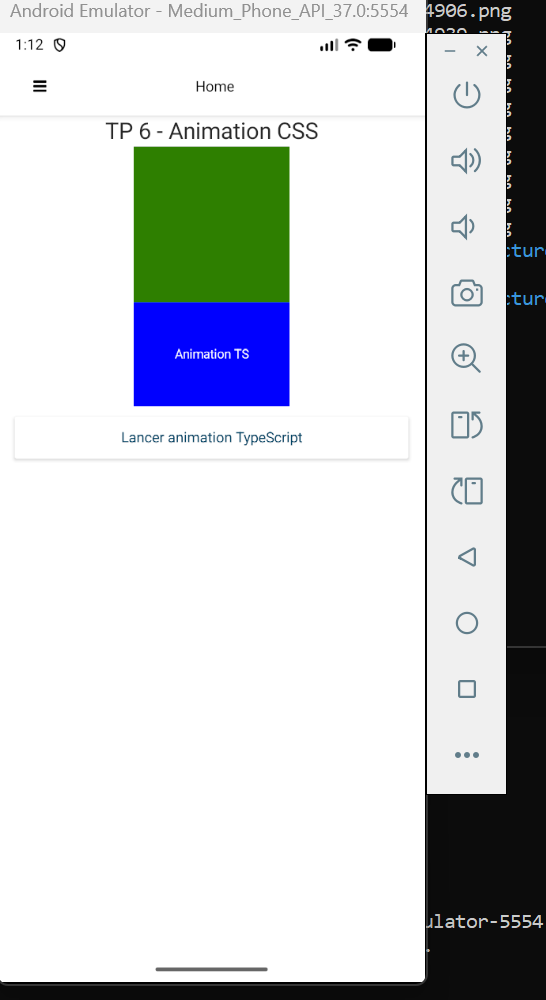 Android Emulator - Medium_Phone_API_37.0:5554
4906.png
1:12
Home
TP 6 - Animation CSS
Animation TS
Lancer animation TypeScript
ulator-5554